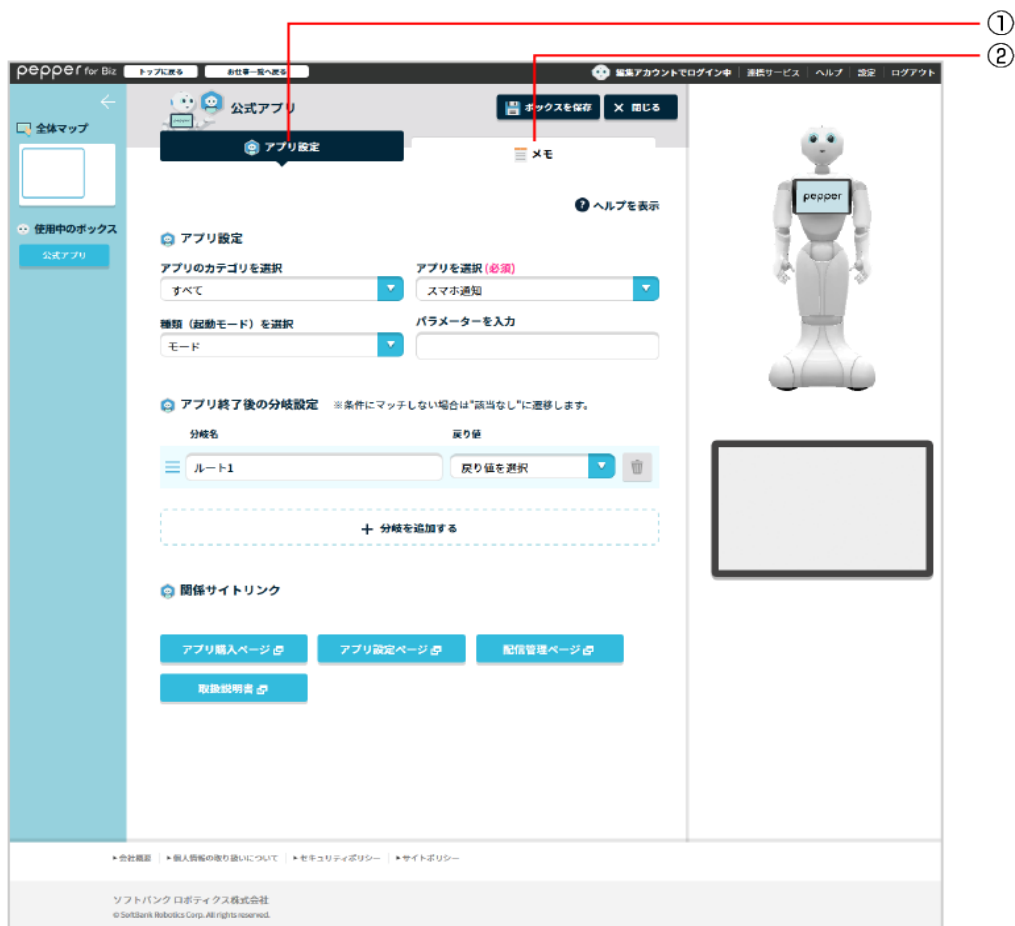 ①
②
pepper for Biz トップに戻る お仕事一覧へ戻る 編集アカウントでログイン中 連携サービス ヘルプ 設定 ログアウト
公式アプリ ボックスを保存 × 閉じる
全体マップ
アプリ設定 メモ
pepper
ヘルプを表示
使用中のボックス
公式アプリ
アプリ設定
アプリのカテゴリを選択 アプリを選択 (必須)
すべて スマホ通知
種類（起動モード）を選択 パラメーターを入力
モード
アプリ終了後の分岐設定 ※条件にマッチしない場合は"該当なし"に遷移します。
分岐名 戻り値
ルート1 戻り値を選択
＋ 分岐を追加する
関係サイトリンク
アプリ購入ページ アプリ設定ページ 配信管理ページ
取扱説明書
▶会社概要 ▶個人情報の取り扱いについて ▶セキュリティポリシー ▶サイトポリシー
ソフトバンク ロボティクス株式会社
© SoftBank Robotics Corp. All rights reserved.